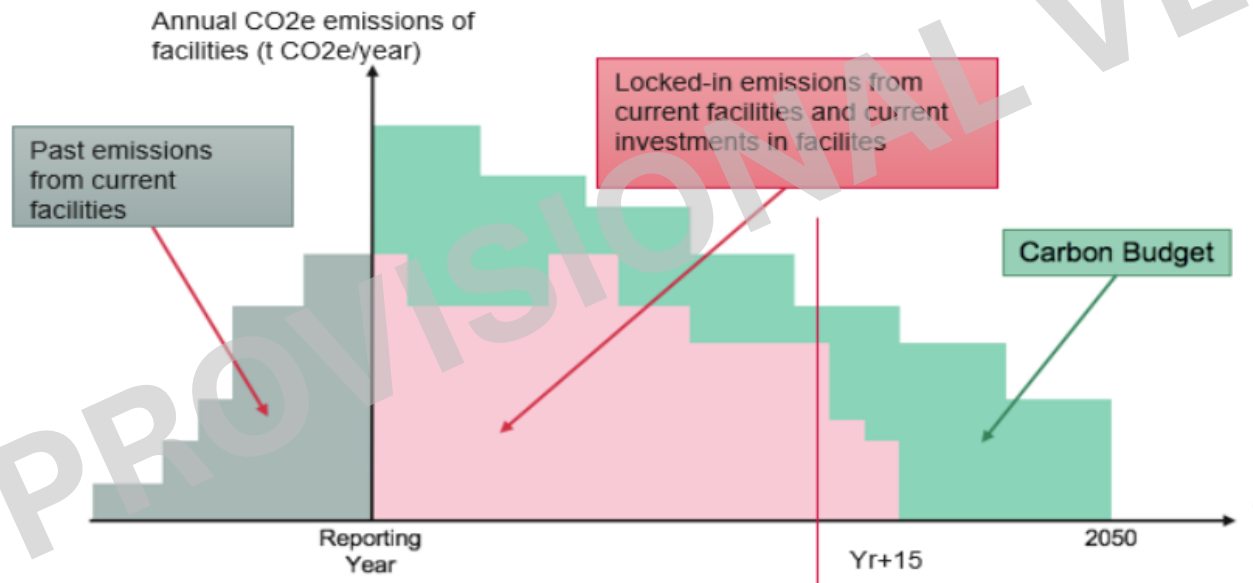 Annual CO2e emissions of
facilities (t CO2e/year)
Past emissions
from current
facilities
Locked-in emissions from
current facilities and current
investments in facilites
Carbon Budget
Reporting
Year
Yr+15
2050
PROVISIONAL VE